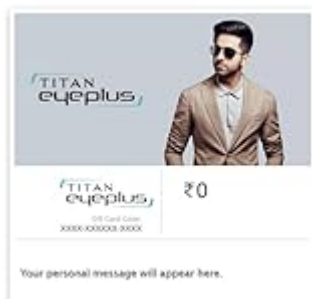 TITAN
eyeplus
TITAN
eyeplus
₹0
Gift Card Code:
XXXX-XXXXXX-XXXX
Your personal message will appear here.